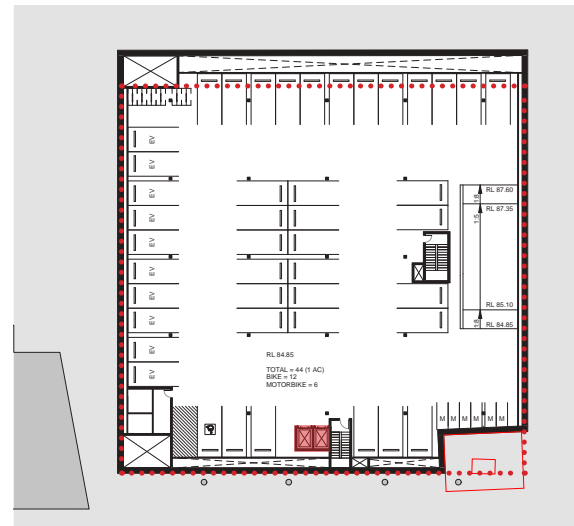 EV
EV
EV
EV
EV
EV
EV
EV
EV
EV
RL 87.60
1:8
RL 87.35
1:5
RL 85.10
1:8
RL 84.85
RL 84.85
TOTAL = 44 (1 AC)
BIKE = 12
MOTORBIKE = 6
M M M M M M